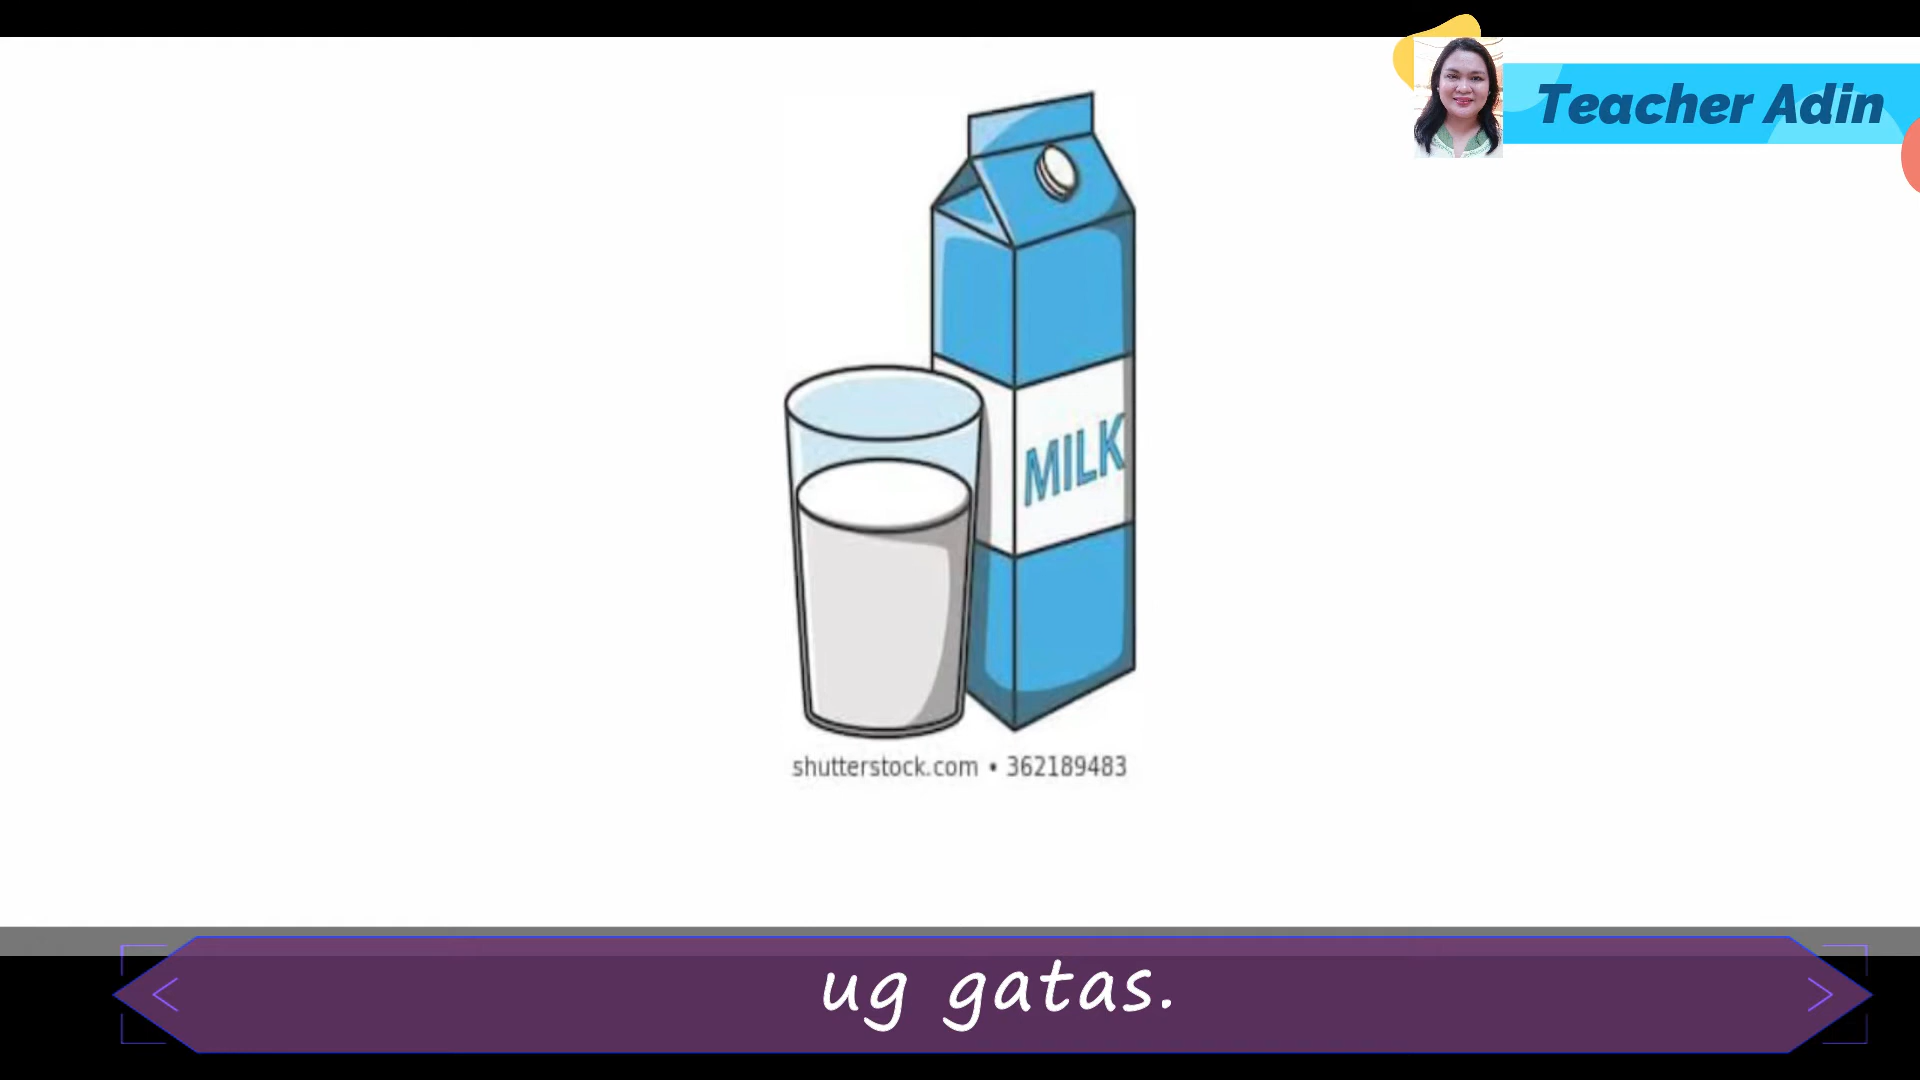 Teacher Adin
MILK
shutterstock.com • 362189483
ug gatas.